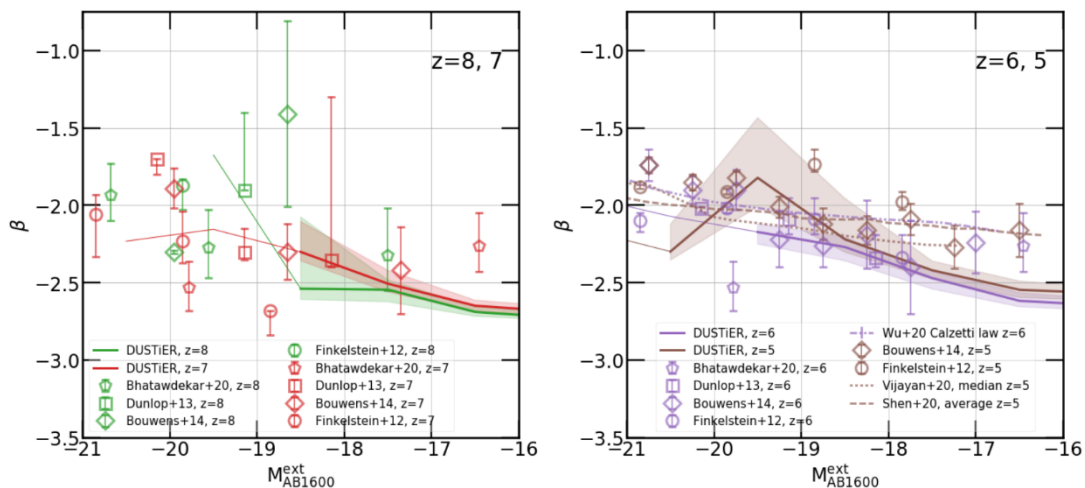 z=8, 7
β
−1.0
−1.5
−2.0
−2.5
−3.0
−3.5
DUSTiER, z=8
DUSTiER, z=7
Bhatawdekar+20, z=8
Dunlop+13, z=8
Bouwens+14, z=8
Finkelstein+12, z=8
Bhatawdekar+20, z=7
Dunlop+13, z=7
Bouwens+14, z=7
Finkelstein+12, z=7
−21 −20 −19 −18 −17 −16
M^ext_AB1600
z=6, 5
β
−1.0
−1.5
−2.0
−2.5
−3.0
−3.5
DUSTiER, z=6
DUSTiER, z=5
Bhatawdekar+20, z=6
Dunlop+13, z=6
Bouwens+14, z=6
Finkelstein+12, z=6
Wu+20 Calzetti law z=6
Bouwens+14, z=5
Finkelstein+12, z=5
Vijayan+20, median z=5
Shen+20, average z=5
−21 −20 −19 −18 −17 −16
M^ext_AB1600